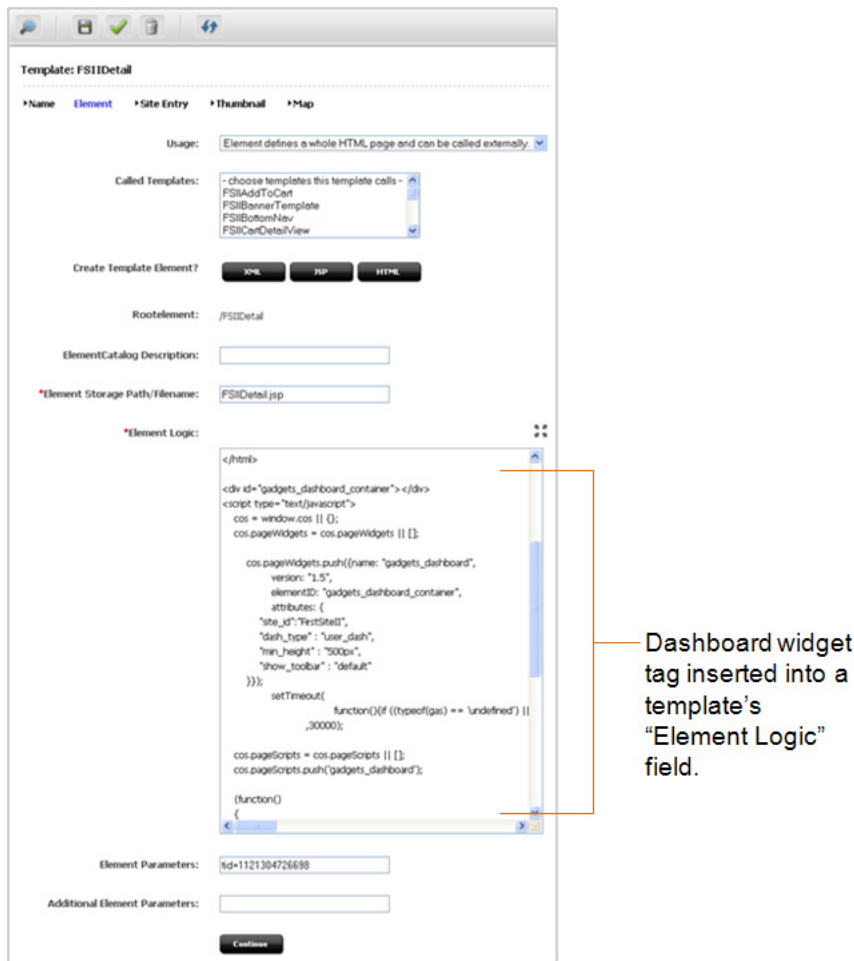 Template: FSIIDetail
Name Element Site Entry Thumbnail Map
Usage: Element defines a whole HTML page and can be called externally.
Called Templates: - choose templates this template calls -
FSIIAddToCart
FSIIBannerTemplate
FSIIBottomNav
FSIICartDetailView
Create Template Element? XML JSP HTML
Rootelement: /FSIIDetail
ElementCatalog Description:
*Element Storage Path/Filename: FSIIDetail.jsp
*Element Logic:
</html>
<div id="gadgets_dashboard_container"></div>
<script type="text/javascript">
cos = window.cos || {};
cos.pageWidgets = cos.pageWidgets || [];
cos.pageWidgets.push({name: "gadgets_dashboard",
version: "1.5",
elementID: "gadgets_dashboard_container",
attributes: {
"site_id":"FirstSiteII",
"dash_type" : "user_dash",
"min_height" : "500px",
"show_toolbar" : "default"
}});
setTimeout(
function(){if ((typeof(gas) == 'undefined') ||
,30000);
cos.pageScripts = cos.pageScripts || [];
cos.pageScripts.push('gadgets_dashboard');
(function()
{
Dashboard widget
tag inserted into a
template's
“Element Logic”
field.
Element Parameters: tid=1121304726698
Additional Element Parameters:
Continue